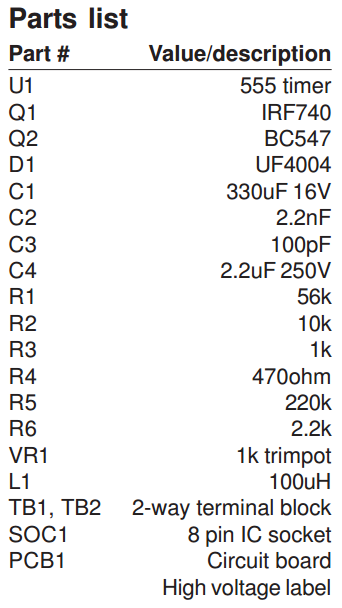 Parts list
Part # Value/description
U1 555 timer
Q1 IRF740
Q2 BC547
D1 UF4004
C1 330uF 16V
C2 2.2nF
C3 100pF
C4 2.2uF 250V
R1 56k
R2 10k
R3 1k
R4 470ohm
R5 220k
R6 2.2k
VR1 1k trimpot
L1 100uH
TB1, TB2 2-way terminal block
SOC1 8 pin IC socket
PCB1 Circuit board
High voltage label